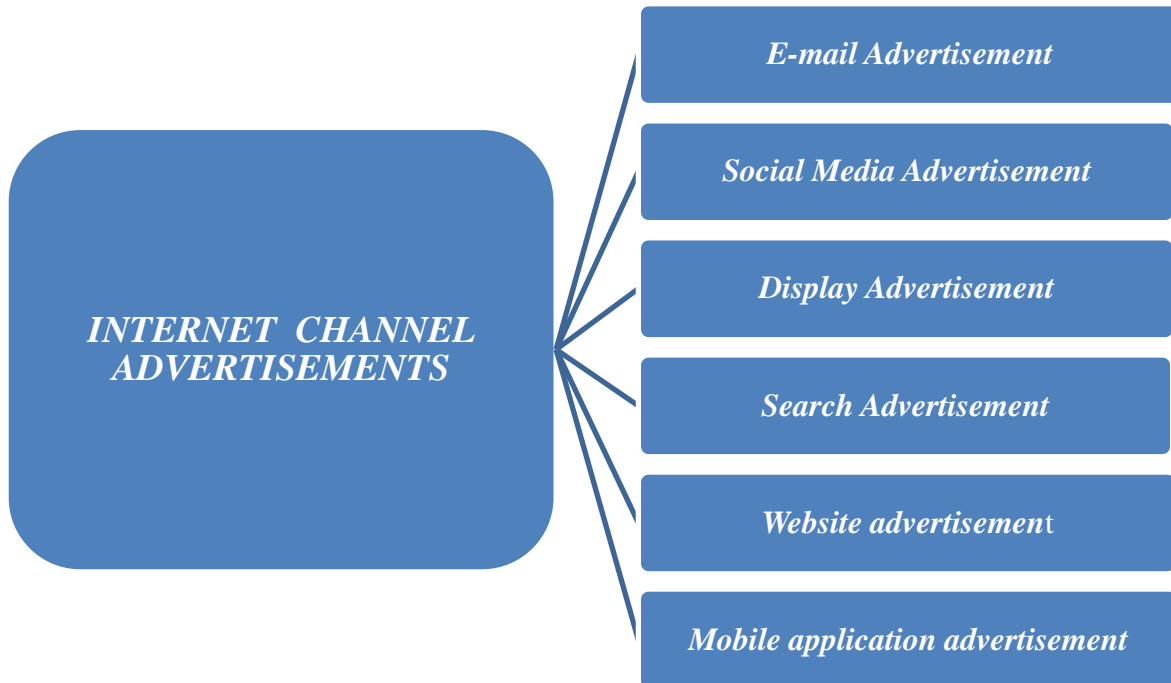 INTERNET CHANNEL
ADVERTISEMENTS
E-mail Advertisement
Social Media Advertisement
Display Advertisement
Search Advertisement
Website advertisement
Mobile application advertisement